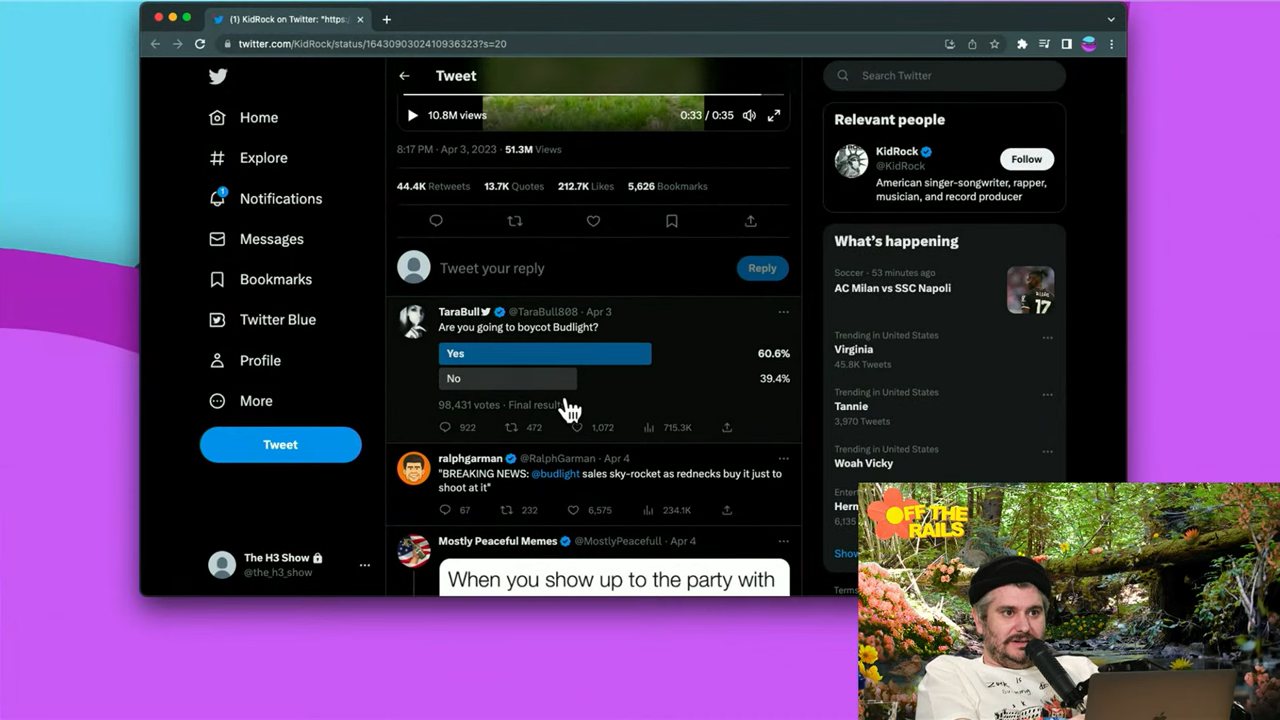 (1) KidRock on Twitter: "https:
twitter.com/KidRock/status/1643090302410936323?s=20
Home
Explore
1
Notifications
Messages
Bookmarks
Twitter Blue
Profile
More
Tweet
The H3 Show
@the_h3_show
Tweet
10.8M views
0:33 / 0:35
8:17 PM · Apr 3, 2023 · 51.3M Views
44.4K Retweets 13.7K Quotes 212.7K Likes 5,626 Bookmarks
Tweet your reply
Reply
TaraBull @TaraBull808 · Apr 3
Are you going to boycot Budlight?
Yes 60.6%
No 39.4%
98,431 votes · Final result
922 472 1,072 715.3K
ralphgarman @RalphGarman · Apr 4
"BREAKING NEWS: @budlight sales sky-rocket as rednecks buy it just to
shoot at it"
67 232 6,575 234.1K
Mostly Peaceful Memes @MostlyPeacefull · Apr 4
When you show up to the party with
Search Twitter
Relevant people
KidRock
@KidRock
Follow
American singer-songwriter, rapper,
musician, and record producer
What's happening
Soccer · 53 minutes ago
AC Milan vs SSC Napoli
17
Trending in United States
Virginia
45.8K Tweets
Trending in United States
Tannie
3,970 Tweets
Trending in United States
Woah Vicky
Enter
Hern
6,135
Show
Terms
OFF THE
RAILS